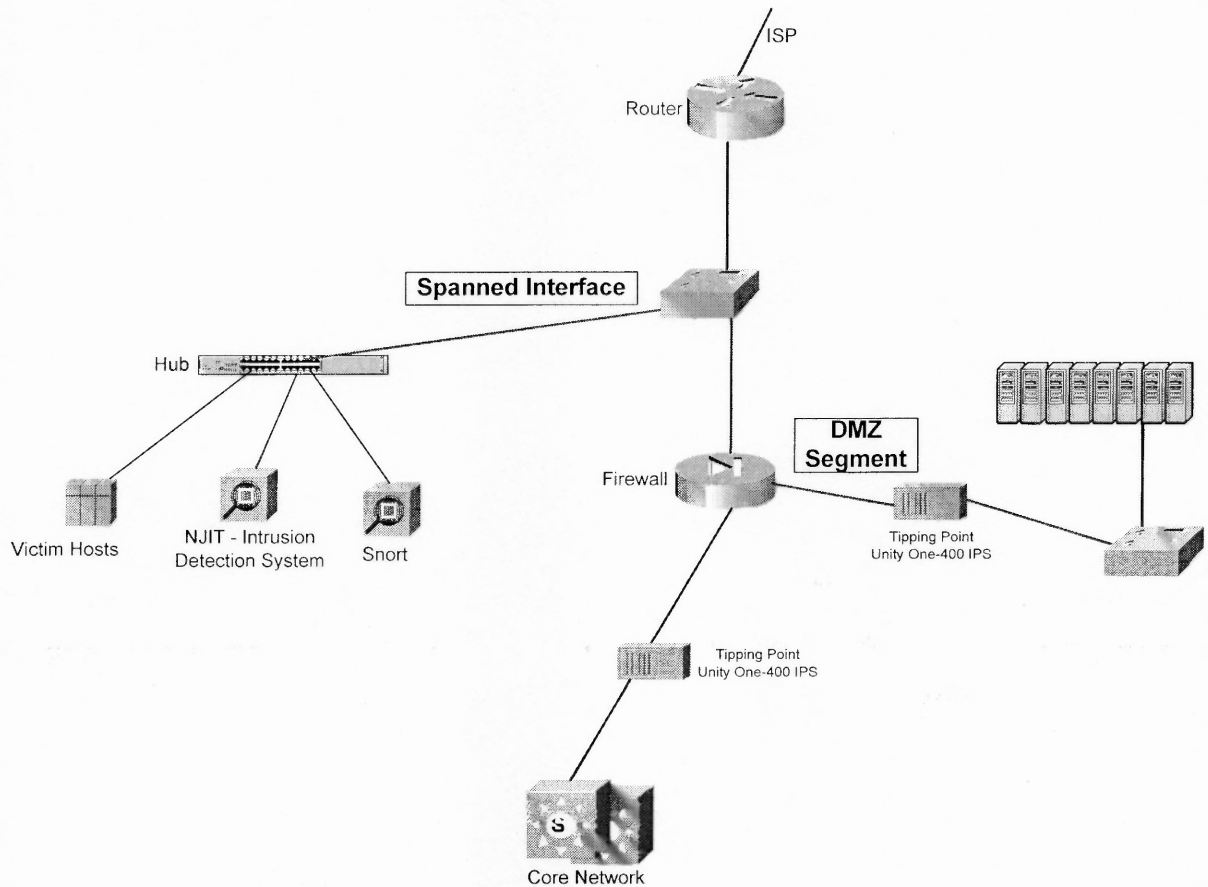 ISP
Router
Spanned Interface
Hub
DMZ
Segment
Firewall
Victim Hosts
NJIT - Intrusion
Detection System
Snort
Tipping Point
Unity One-400 IPS
Tipping Point
Unity One-400 IPS
S
Core Network